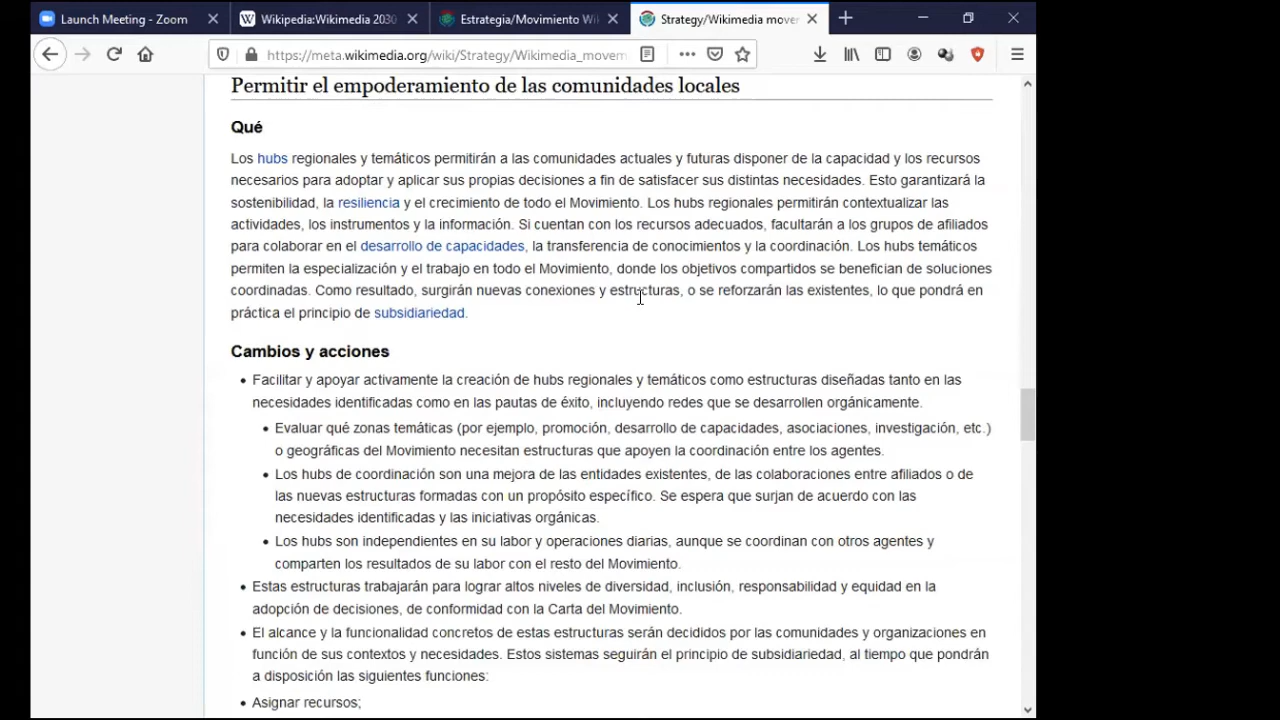 Launch Meeting - Zoom
Wikipedia:Wikimedia 2030
Estrategia/Movimiento Wi
Strategy/Wikimedia move
https://meta.wikimedia.org/wiki/Strategy/Wikimedia_movem
Permitir el empoderamiento de las comunidades locales
Qué
Los hubs regionales y temáticos permitirán a las comunidades actuales y futuras disponer de la capacidad y los recursos
necesarios para adoptar y aplicar sus propias decisiones a fin de satisfacer sus distintas necesidades. Esto garantizará la
sostenibilidad, la resiliencia y el crecimiento de todo el Movimiento. Los hubs regionales permitirán contextualizar las
actividades, los instrumentos y la información. Si cuentan con los recursos adecuados, facultarán a los grupos de afiliados
para colaborar en el desarrollo de capacidades, la transferencia de conocimientos y la coordinación. Los hubs temáticos
permiten la especialización y el trabajo en todo el Movimiento, donde los objetivos compartidos se benefician de soluciones
coordinadas. Como resultado, surgirán nuevas conexiones y estructuras, o se reforzarán las existentes, lo que pondrá en
práctica el principio de subsidiariedad.
Cambios y acciones
• Facilitar y apoyar activamente la creación de hubs regionales y temáticos como estructuras diseñadas tanto en las
necesidades identificadas como en las pautas de éxito, incluyendo redes que se desarrollen orgánicamente.
• Evaluar qué zonas temáticas (por ejemplo, promoción, desarrollo de capacidades, asociaciones, investigación, etc.)
o geográficas del Movimiento necesitan estructuras que apoyen la coordinación entre los agentes.
• Los hubs de coordinación son una mejora de las entidades existentes, de las colaboraciones entre afiliados o de
las nuevas estructuras formadas con un propósito específico. Se espera que surjan de acuerdo con las
necesidades identificadas y las iniciativas orgánicas.
• Los hubs son independientes en su labor y operaciones diarias, aunque se coordinan con otros agentes y
comparten los resultados de su labor con el resto del Movimiento.
• Estas estructuras trabajarán para lograr altos niveles de diversidad, inclusión, responsabilidad y equidad en la
adopción de decisiones, de conformidad con la Carta del Movimiento.
• El alcance y la funcionalidad concretos de estas estructuras serán decididos por las comunidades y organizaciones en
función de sus contextos y necesidades. Estos sistemas seguirán el principio de subsidiariedad, al tiempo que pondrán
a disposición las siguientes funciones:
• Asignar recursos;